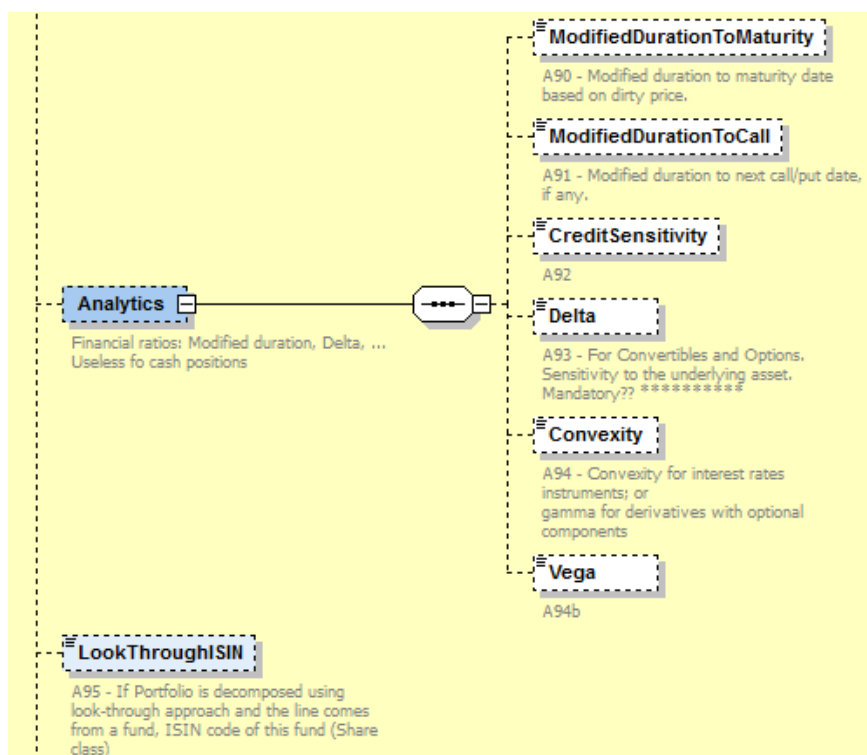 ModifiedDurationToMaturity
A90 - Modified duration to maturity date
based on dirty price.
ModifiedDurationToCall
A91 - Modified duration to next call/put date,
if any.
CreditSensitivity
A92
Analytics
Financial ratios: Modified duration, Delta, ...
Useless fo cash positions
Delta
A93 - For Convertibles and Options.
Sensitivity to the underlying asset.
Mandatory?? **********
Convexity
A94 - Convexity for interest rates
instruments; or
gamma for derivatives with optional
components
Vega
A94b
LookThroughISIN
A95 - If Portfolio is decomposed using
look-through approach and the line comes
from a fund, ISIN code of this fund (Share
class)